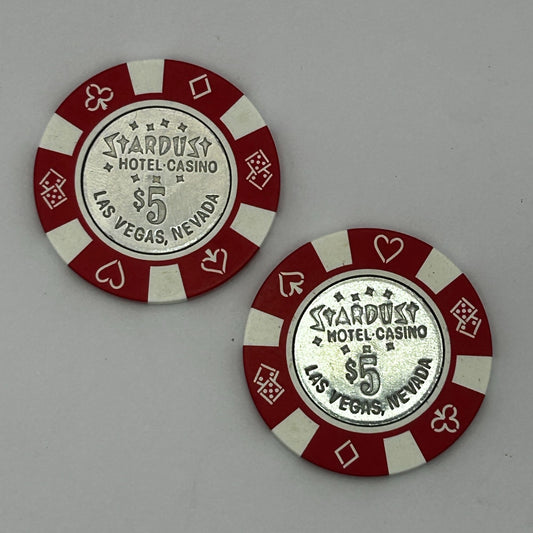 STARDUST
HOTEL·CASINO
$5
LAS VEGAS, NEVADA
STARDUST
HOTEL·CASINO
$5
LAS VEGAS, NEVADA